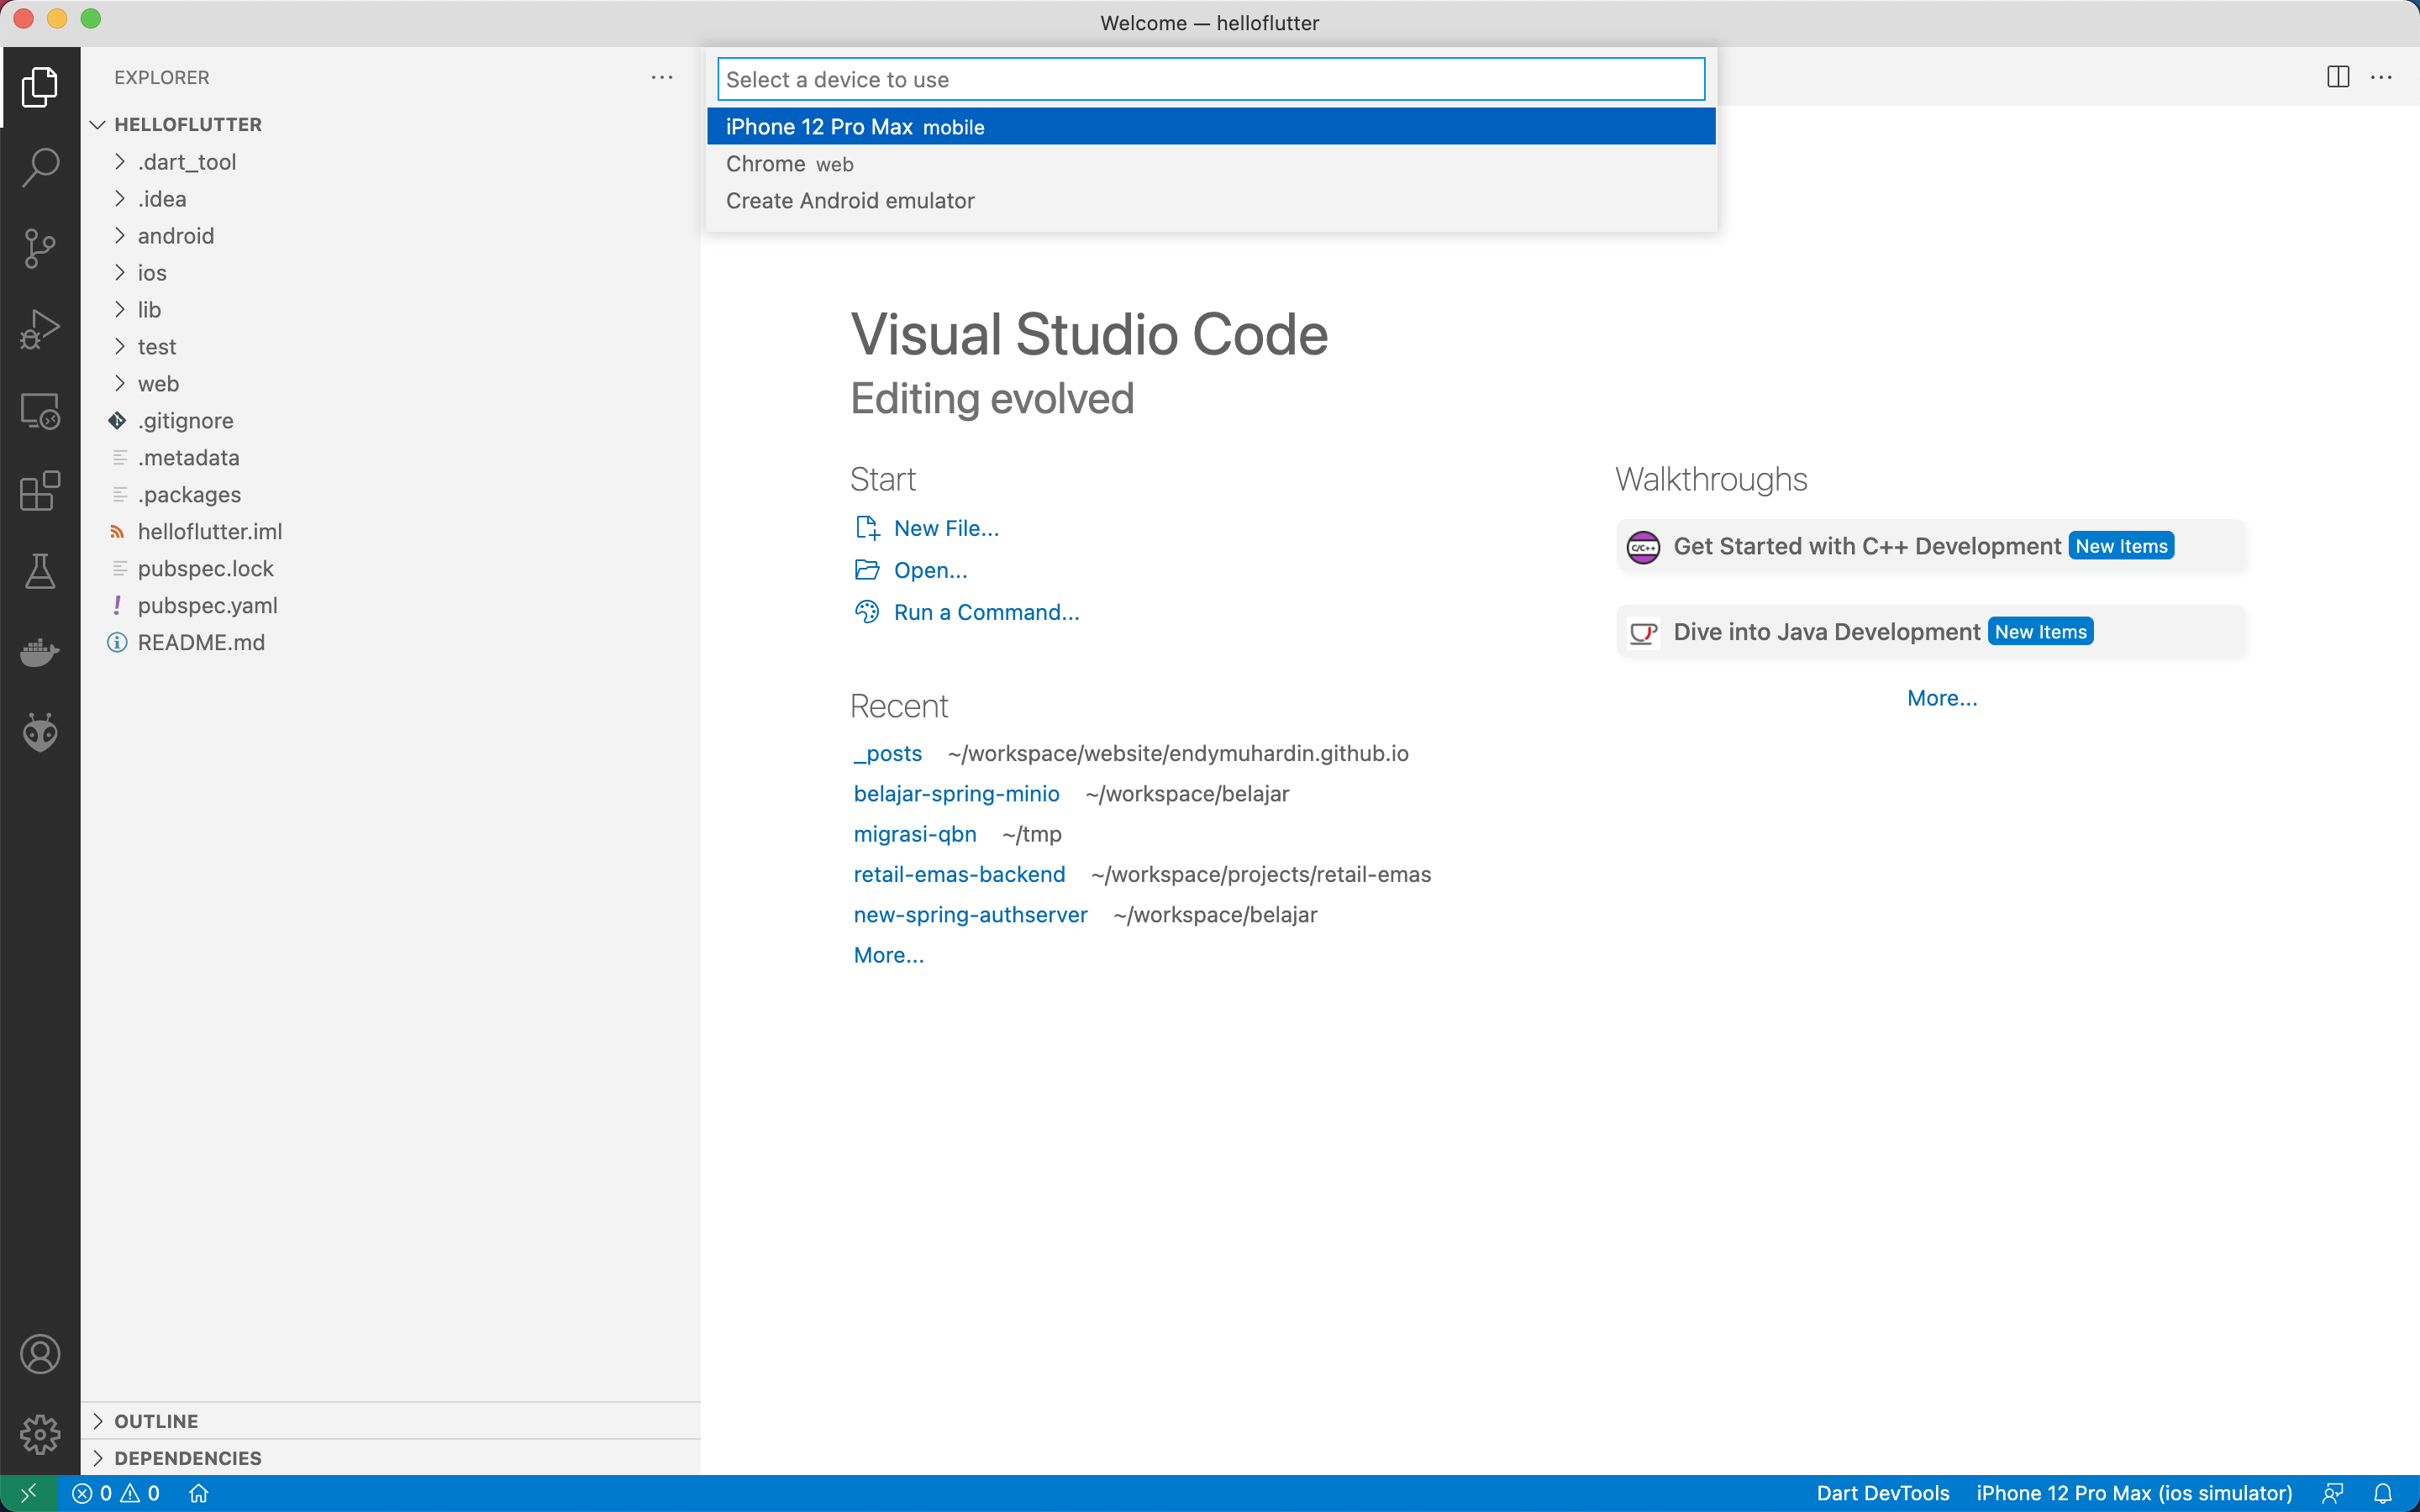 Welcome — helloflutter
EXPLORER
HELLOFLUTTER
.dart_tool
.idea
android
ios
lib
test
web
.gitignore
.metadata
.packages
helloflutter.iml
pubspec.lock
pubspec.yaml
README.md
OUTLINE
DEPENDENCIES
Select a device to use
iPhone 12 Pro Max mobile
Chrome web
Create Android emulator
Visual Studio Code
Editing evolved
Start
New File...
Open...
Run a Command...
Recent
_posts ~/workspace/website/endymuhardin.github.io
belajar-spring-minio ~/workspace/belajar
migrasi-qbn ~/tmp
retail-emas-backend ~/workspace/projects/retail-emas
new-spring-authserver ~/workspace/belajar
More...
Walkthroughs
C/C++ Get Started with C++ Development New Items
Dive into Java Development New Items
More...
0 0
Dart DevTools iPhone 12 Pro Max (ios simulator)